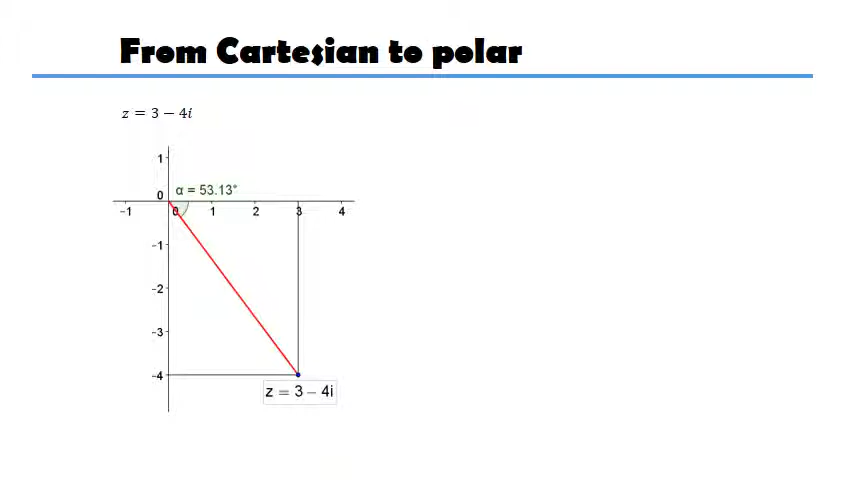 From Cartesian to polar
z = 3 − 4i
1
α = 53.13°
0
−1 0 1 2 3 4
−1
−2
−3
−4
z = 3 − 4i